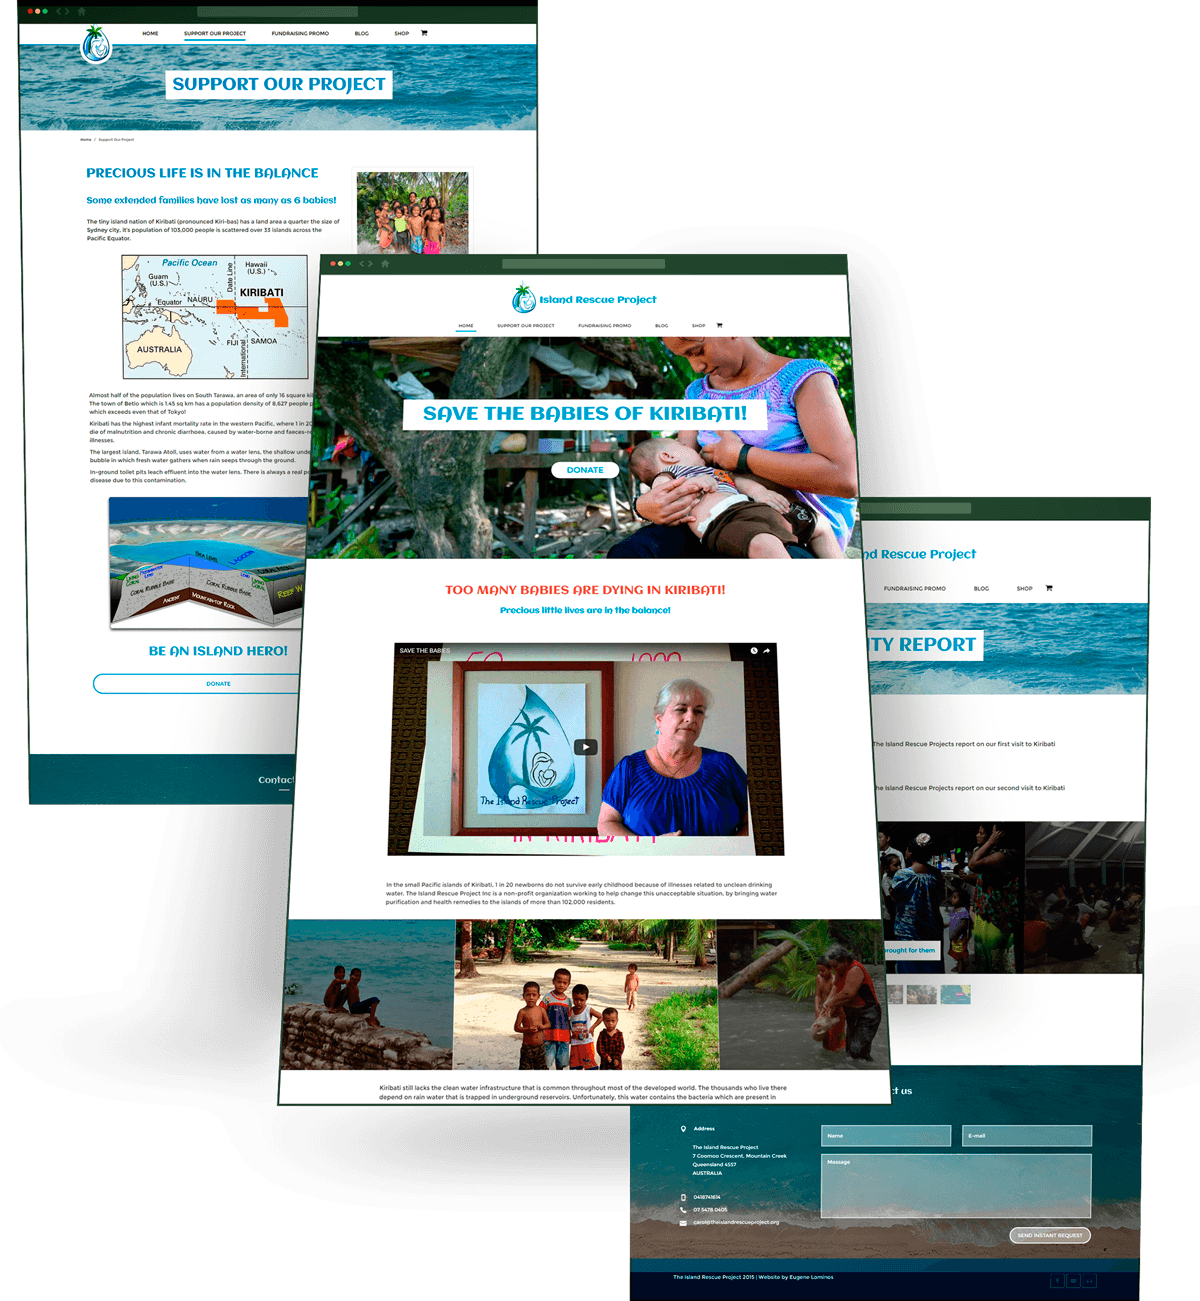 HOME SUPPORT OUR PROJECT FUNDRAISING PROMO BLOG SHOP
SUPPORT OUR PROJECT
Home / Support Our Project
PRECIOUS LIFE IS IN THE BALANCE
Some extended families have lost as many as 6 babies!
The tiny island nation of Kiribati (pronounced Kiri-bas) has a land area a quarter the size of
Sydney city, it's population of 103,000 people is scattered over 33 islands across the
Pacific Equator.
Pacific Ocean
Hawaii
(U.S.)
Guam
(U.S.)
Date Line
KIRIBATI
NAURU
Equator
FIJI
SAMOA
International
AUSTRALIA
Almost half of the population lives on South Tarawa, an area of only 16 square
The town of Betio which is 1.45 sq km has a population density of 8,627 people
which exceeds even that of Tokyo!
Kiribati has the highest infant mortality rate in the western Pacific, where 1 in
die of malnutrition and chronic diarrhoea, caused by water-borne and
illnesses.
The largest island, Tarawa Atoll, uses water from a water lens, the shallow
bubble in which fresh water gathers when rain seeps through the ground.
In-ground toilet pits leach effluent into the water lens. There is always a real
disease due to this contamination.
SEA LEVEL
LAGOON
LIVING CORAL
FRESHWATER LENS
CORAL RUBBLE BASE
CORAL RUBBLE BASE
LIVING CORAL
ANCIENT MOUNTAIN-TOP ROCK
REEF
BE AN ISLAND HERO!
DONATE
Contact
Island Rescue Project
HOME SUPPORT OUR PROJECT FUNDRAISING PROMO BLOG SHOP
SAVE THE BABIES OF KIRIBATI!
DONATE
TOO MANY BABIES ARE DYING IN KIRIBATI!
Precious little lives are in the balance!
SAVE THE BABIES
The Island Rescue Project
IN KIRIBATI
In the small Pacific islands of Kiribati, 1 in 20 newborns do not survive early childhood because of illnesses related to unclean drinking
water. The Island Rescue Project Inc is a non-profit organization working to help change this unacceptable situation, by bringing water
purification and health remedies to the islands of more than 102,000 residents.
Kiribati still lacks the clean water infrastructure that is common throughout most of the developed world. The thousands who live there
depend on rain water that is trapped in underground reservoirs. Unfortunately, this water contains the bacteria which are present in
nd Rescue Project
FUNDRAISING PROMO BLOG SHOP
TY REPORT
The Island Rescue Projects report on our first visit to Kiribati
he Island Rescue Projects report on our second visit to Kiribati
brought for them
ct us
Address
The Island Rescue Project
7 Coomoo Crescent, Mountain Creek
Queensland 4557
AUSTRALIA
0418741614
07 5478 0405
carol@theislandrescueproject.org
Name E-mail
Message
SEND INSTANT REQUEST
The Island Rescue Project 2015 | Website by Eugene Lominos